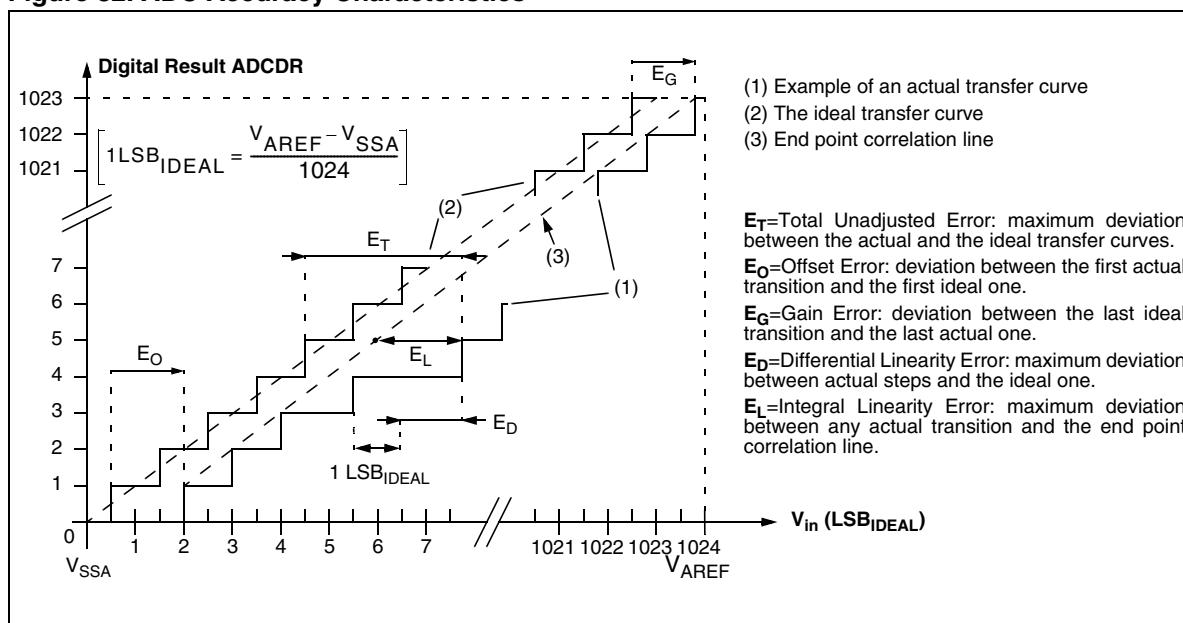 Digital Result ADCDR
E_G
1023
1022
1021
1LSB_IDEAL = (V_AREF – V_SSA) / 1024
(2)
E_T
(3)
(1)
7
6
5
4
3
2
1
0
E_O
E_L
E_D
1 LSB_IDEAL
1 2 3 4 5 6 7 1021 1022 1023 1024
V_in (LSB_IDEAL)
V_SSA
V_AREF
(1) Example of an actual transfer curve
(2) The ideal transfer curve
(3) End point correlation line
E_T=Total Unadjusted Error: maximum deviation
between the actual and the ideal transfer curves.
E_O=Offset Error: deviation between the first actual
transition and the first ideal one.
E_G=Gain Error: deviation between the last ideal
transition and the last actual one.
E_D=Differential Linearity Error: maximum deviation
between actual steps and the ideal one.
E_L=Integral Linearity Error: maximum deviation
between any actual transition and the end point
correlation line.